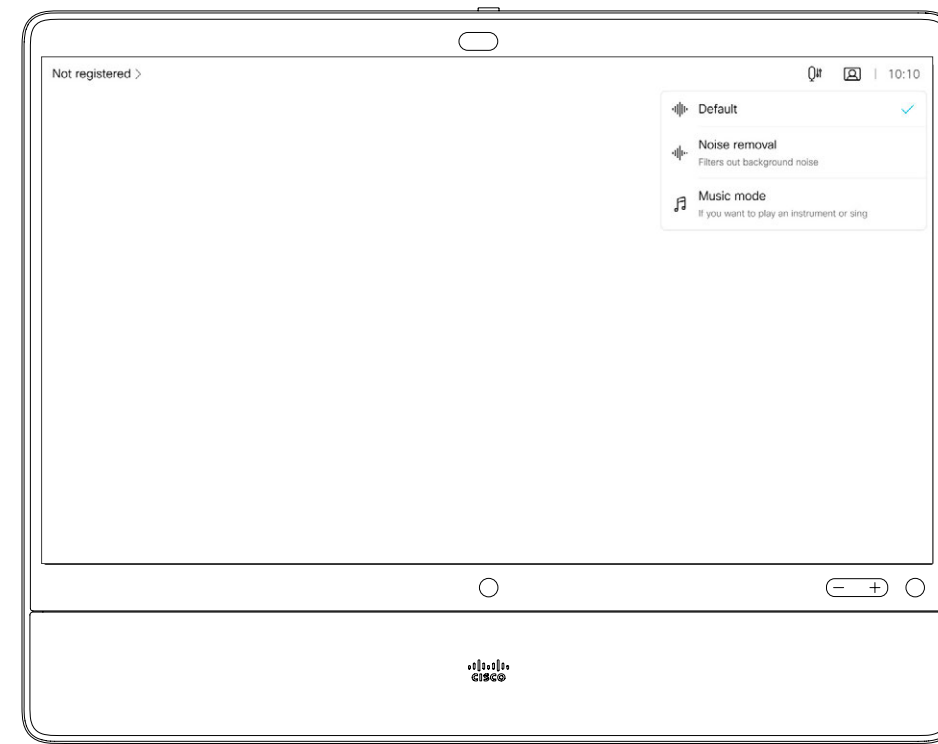 Not registered >
10:10
Default
Noise removal
Filters out background noise
Music mode
If you want to play an instrument or sing
− +
CISCO